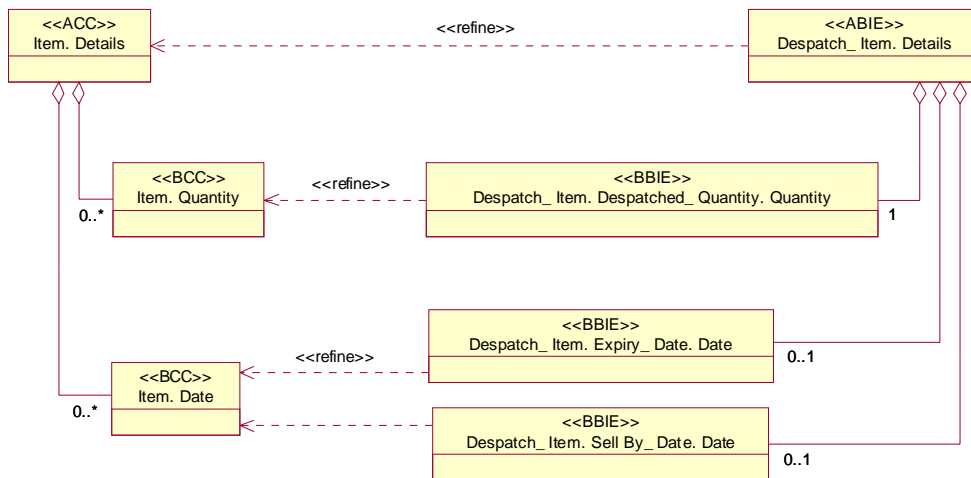 <<ACC>>
Item. Details
<<refine>>
<<ABIE>>
Despatch_ Item. Details
<<BCC>>
Item. Quantity
0..*
<<refine>>
<<BBIE>>
Despatch_ Item. Despatched_ Quantity. Quantity
1
<<BCC>>
Item. Date
0..*
<<refine>>
<<BBIE>>
Despatch_ Item. Expiry_ Date. Date
0..1
<<BBIE>>
Despatch_ Item. Sell By_ Date. Date
0..1